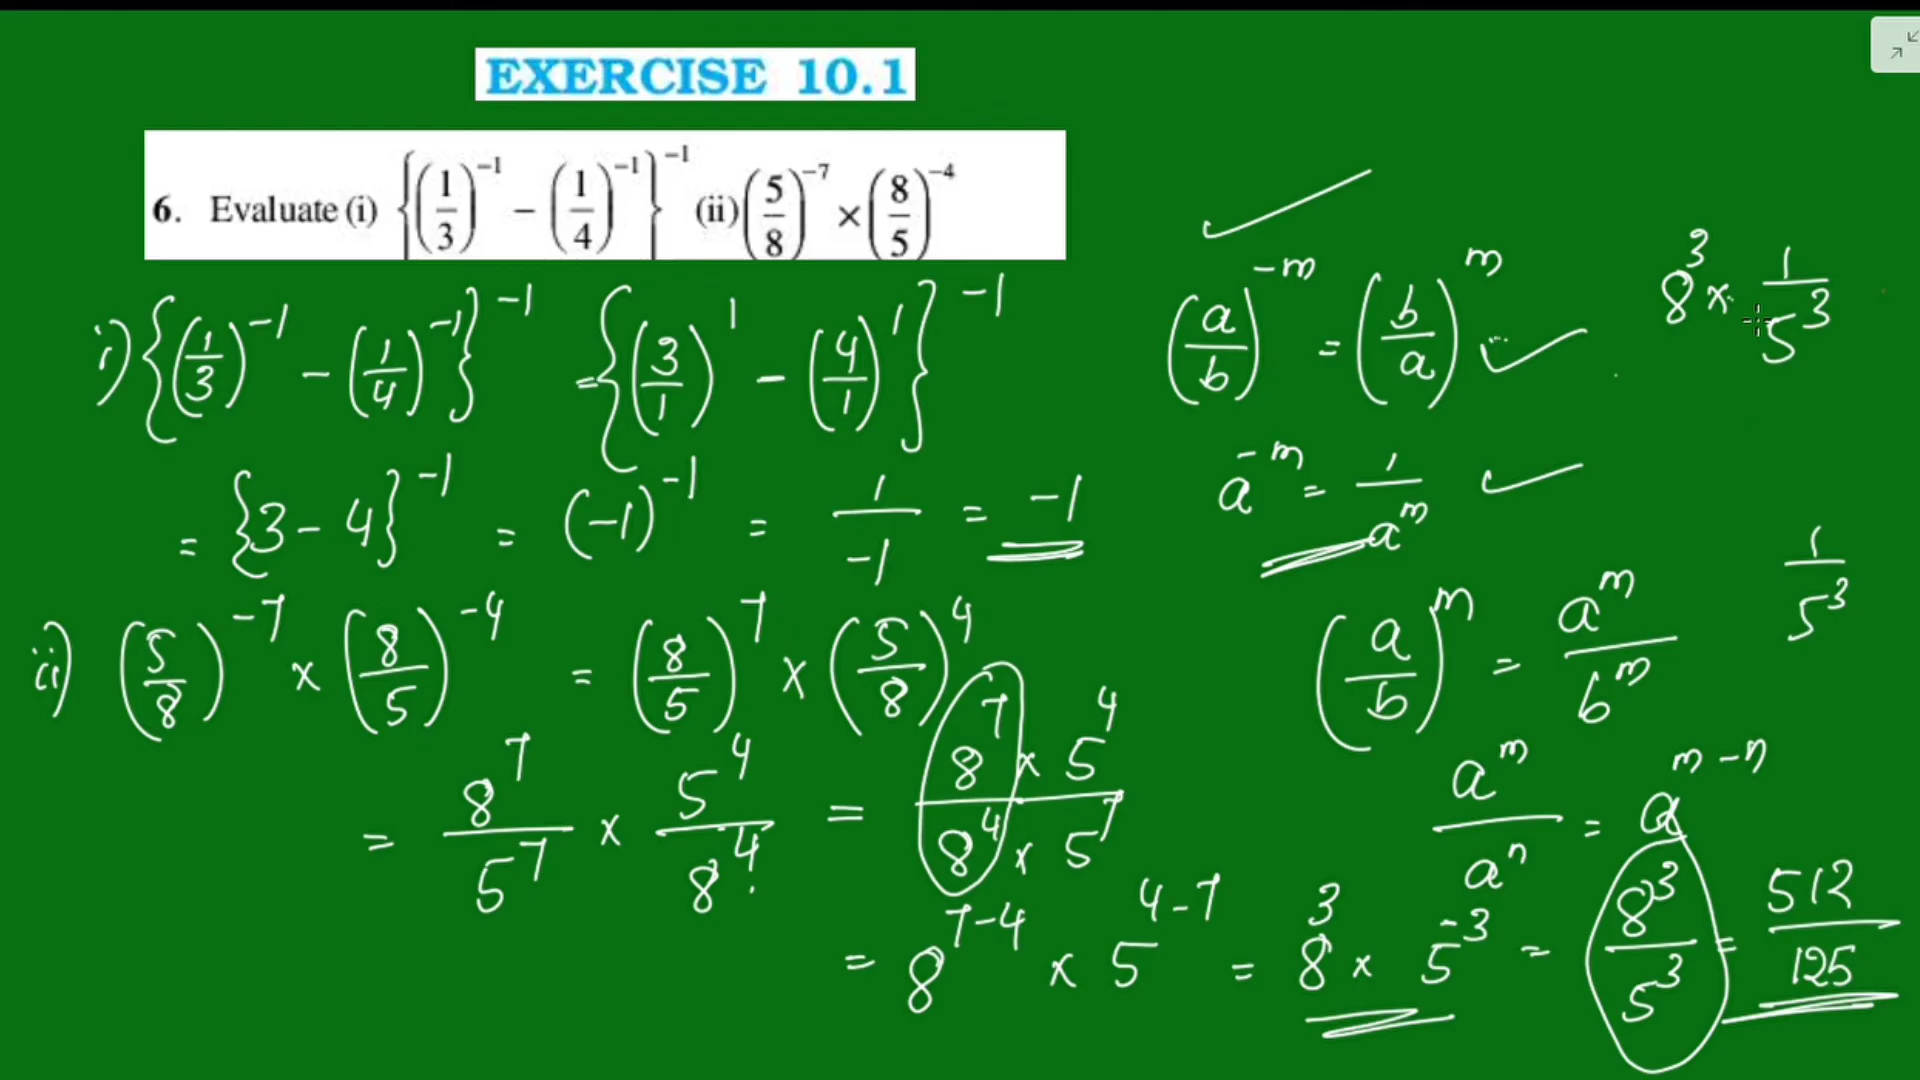 EXERCISE 10.1
6. Evaluate (i) {(1/3)^-1 − (1/4)^-1}^-1 (ii) (5/8)^-7 × (8/5)^-4
i) {(1/3)^-1 − (1/4)^-1}^-1 = {(3/1)^1 − (4/1)^1}^-1
= {3 − 4}^-1 = (−1)^-1 = 1/−1 = −1
ii) (5/8)^-7 × (8/5)^-4 = (8/5)^7 × (5/8)^4
= 8^7/5^7 × 5^4/8^4 = (8^7 × 5^4)/(8^4 × 5^7)
= 8^(7−4) × 5^(4−7) = 8^3 × 5^-3 = 8^3/5^3 = 512/125
(a/b)^-m = (b/a)^m
a^-m = 1/a^m
(a/b)^m = a^m/b^m
a^m/a^n = a^(m−n)
8^3 × 1/5^3
1/5^3